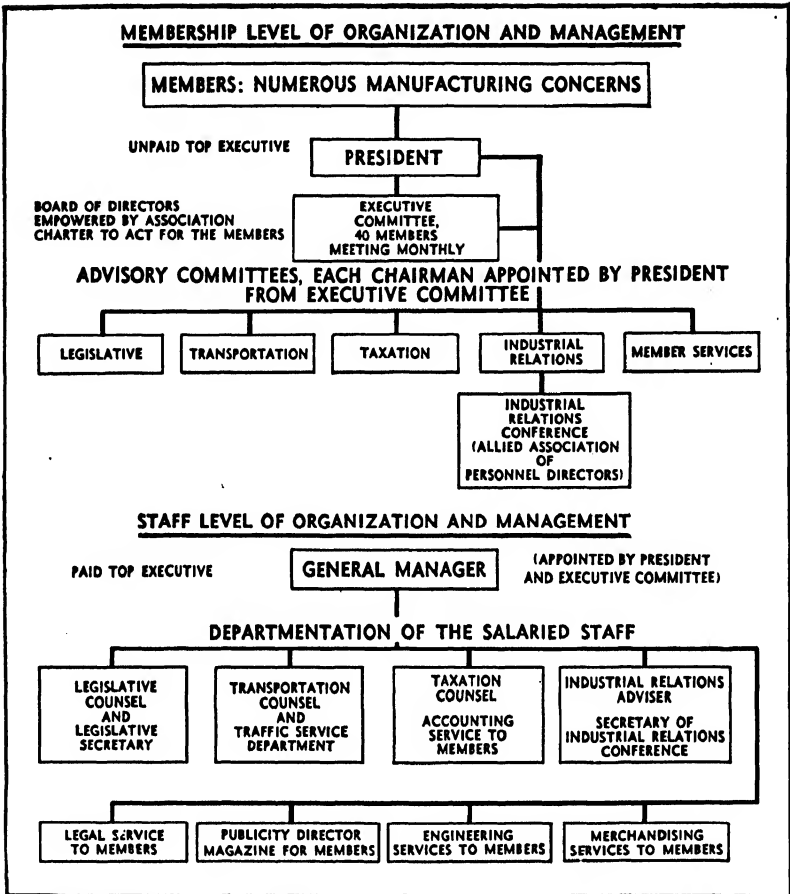 MEMBERSHIP LEVEL OF ORGANIZATION AND MANAGEMENT
MEMBERS: NUMEROUS MANUFACTURING CONCERNS
UNPAID TOP EXECUTIVE
PRESIDENT
BOARD OF DIRECTORS
EMPOWERED BY ASSOCIATION
CHARTER TO ACT FOR THE MEMBERS
EXECUTIVE
COMMITTEE,
40 MEMBERS
MEETING MONTHLY
ADVISORY COMMITTEES, EACH CHAIRMAN APPOINTED BY PRESIDENT
FROM EXECUTIVE COMMITTEE
LEGISLATIVE
TRANSPORTATION
TAXATION
INDUSTRIAL
RELATIONS
MEMBER SERVICES
INDUSTRIAL
RELATIONS
CONFERENCE
(ALLIED ASSOCIATION
OF
PERSONNEL DIRECTORS)
STAFF LEVEL OF ORGANIZATION AND MANAGEMENT
PAID TOP EXECUTIVE
GENERAL MANAGER
(APPOINTED BY PRESIDENT
AND EXECUTIVE COMMITTEE)
DEPARTMENTATION OF THE SALARIED STAFF
LEGISLATIVE
COUNSEL
AND
LEGISLATIVE
SECRETARY
TRANSPORTATION
COUNSEL
AND
TRAFFIC SERVICE
DEPARTMENT
TAXATION
COUNSEL
ACCOUNTING
SERVICE TO
MEMBERS
INDUSTRIAL RELATIONS
ADVISER
SECRETARY OF
INDUSTRIAL RELATIONS
CONFERENCE
LEGAL SERVICE
TO MEMBERS
PUBLICITY DIRECTOR
MAGAZINE FOR MEMBERS
ENGINEERING
SERVICES TO MEMBERS
MERCHANDISING
SERVICES TO MEMBERS